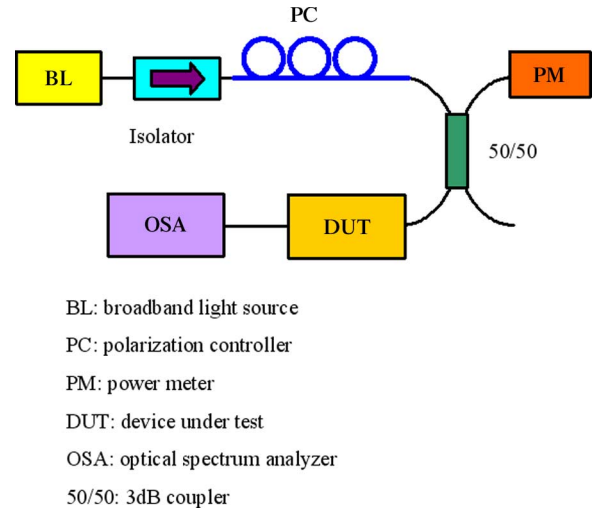 PC
BL
PM
Isolator
50/50
OSA
DUT
BL: broadband light source
PC: polarization controller
PM: power meter
DUT: device under test
OSA: optical spectrum analyzer
50/50: 3dB coupler